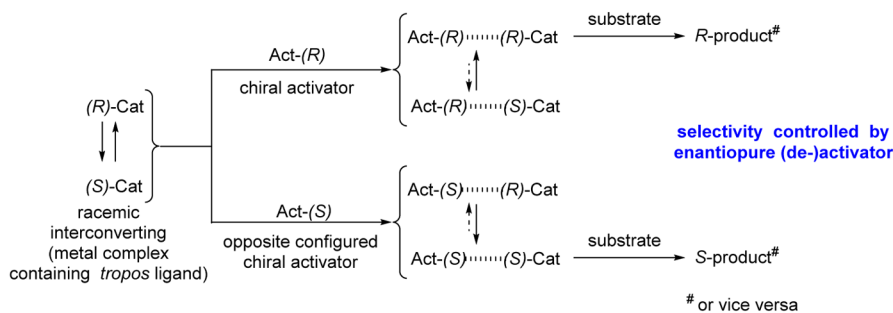 (R)-Cat
(S)-Cat
racemic
interconverting
(metal complex
containing tropos ligand)
Act-(R)
chiral activator
Act-(R)(R)-Cat
Act-(R)(S)-Cat
substrate
R-product#
selectivity controlled by
enantiopure (de-)activator
Act-(S)
opposite configured
chiral activator
Act-(S)(R)-Cat
Act-(S)(S)-Cat
substrate
S-product#
# or vice versa